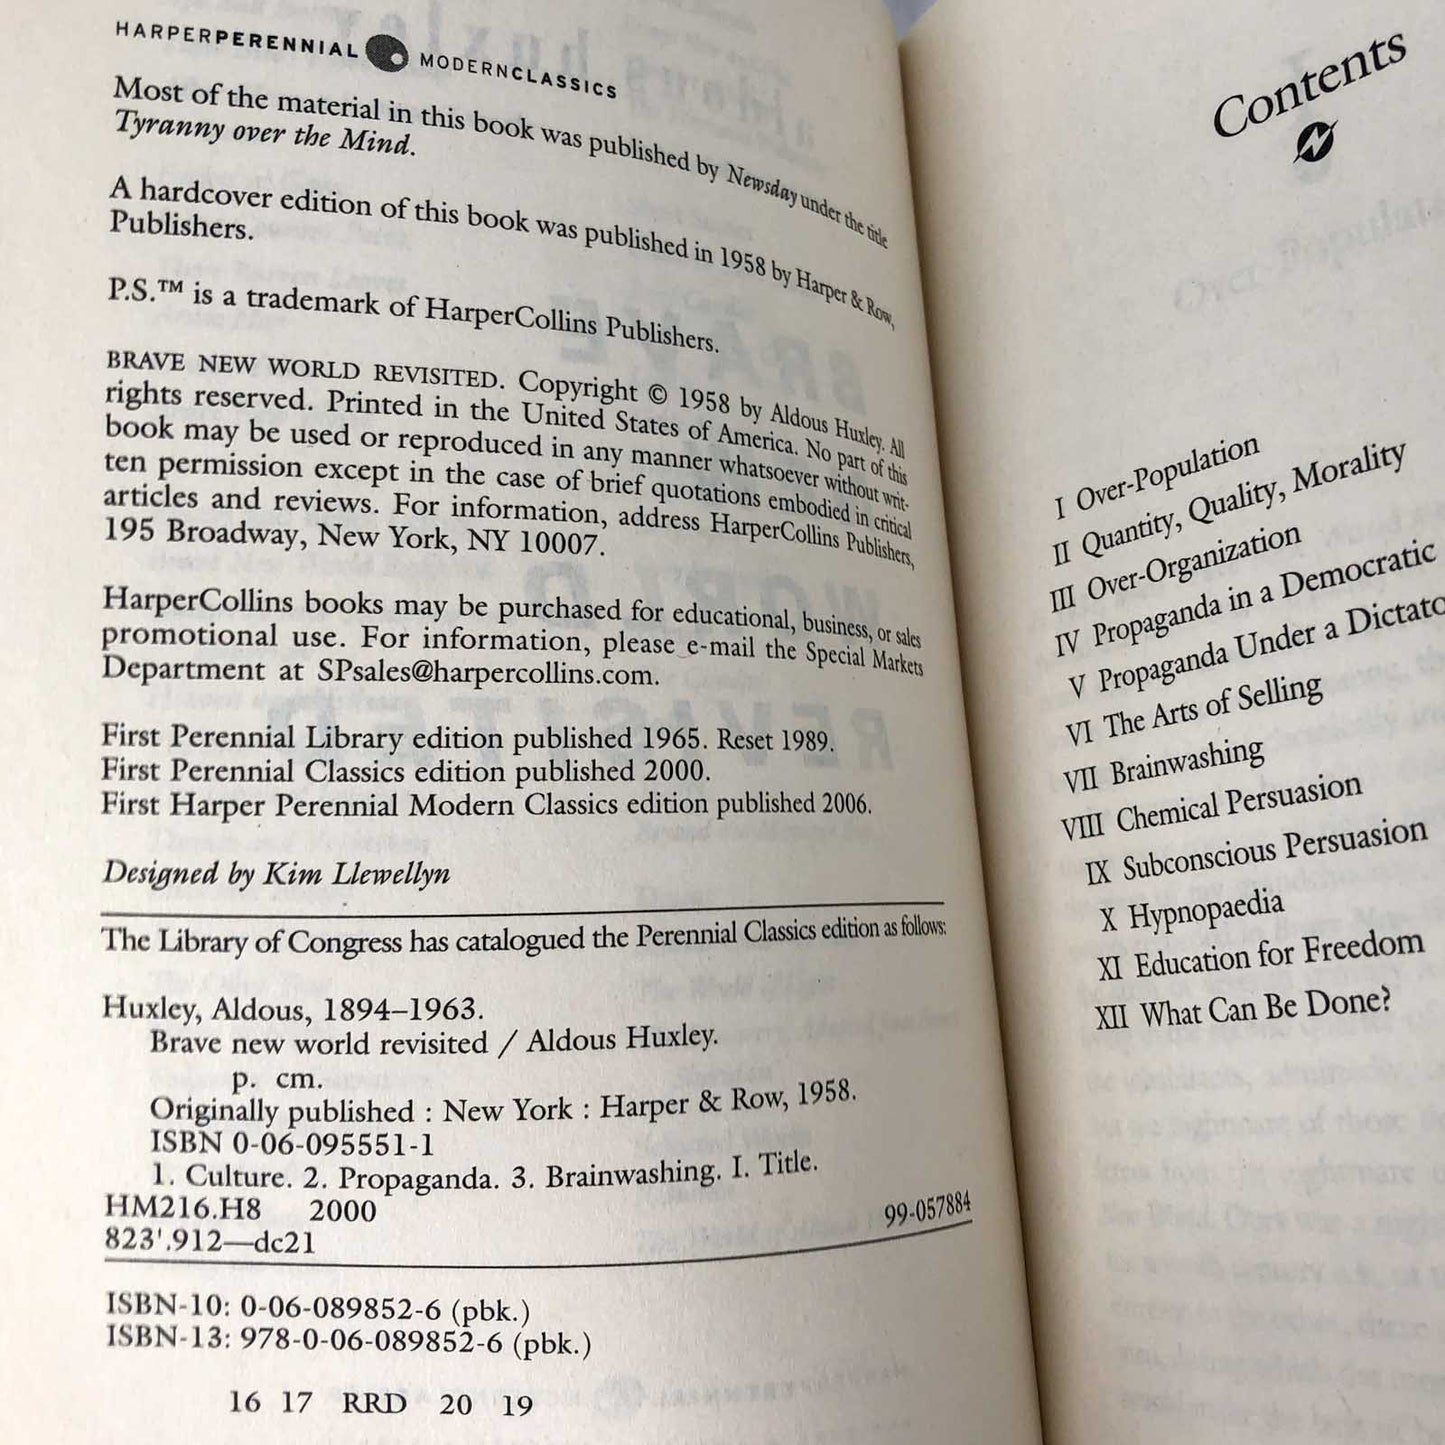 HARPERPERENNIAL MODERNCLASSICS
Most of the material in this book was published by Newsday under the title
Tyranny over the Mind.
A hardcover edition of this book was published in 1958 by Harper & Row,
Publishers.
P.S.™ is a trademark of HarperCollins Publishers.
BRAVE NEW WORLD REVISITED. Copyright © 1958 by Aldous Huxley. All
rights reserved. Printed in the United States of America. No part of this
book may be used or reproduced in any manner whatsoever without writ-
ten permission except in the case of brief quotations embodied in critical
articles and reviews. For information, address HarperCollins Publishers,
195 Broadway, New York, NY 10007.
HarperCollins books may be purchased for educational, business, or sales
promotional use. For information, please e-mail the Special Markets
Department at SPsales@harpercollins.com.
First Perennial Library edition published 1965. Reset 1989.
First Perennial Classics edition published 2000.
First Harper Perennial Modern Classics edition published 2006.
Designed by Kim Llewellyn
The Library of Congress has catalogued the Perennial Classics edition as follows:
Huxley, Aldous, 1894–1963.
Brave new world revisited / Aldous Huxley.
p. cm.
Originally published : New York : Harper & Row, 1958.
ISBN 0-06-095551-1
1. Culture. 2. Propaganda. 3. Brainwashing. I. Title.
HM216.H8 2000
823'.912—dc21 99-057884
ISBN-10: 0-06-089852-6 (pbk.)
ISBN-13: 978-0-06-089852-6 (pbk.)
16 17 RRD 20 19
Contents
I Over-Population
II Quantity, Quality, Morality
III Over-Organization
IV Propaganda in a Democratic
V Propaganda Under a Dictato
VI The Arts of Selling
VII Brainwashing
VIII Chemical Persuasion
IX Subconscious Persuasion
X Hypnopaedia
XI Education for Freedom
XII What Can Be Done?